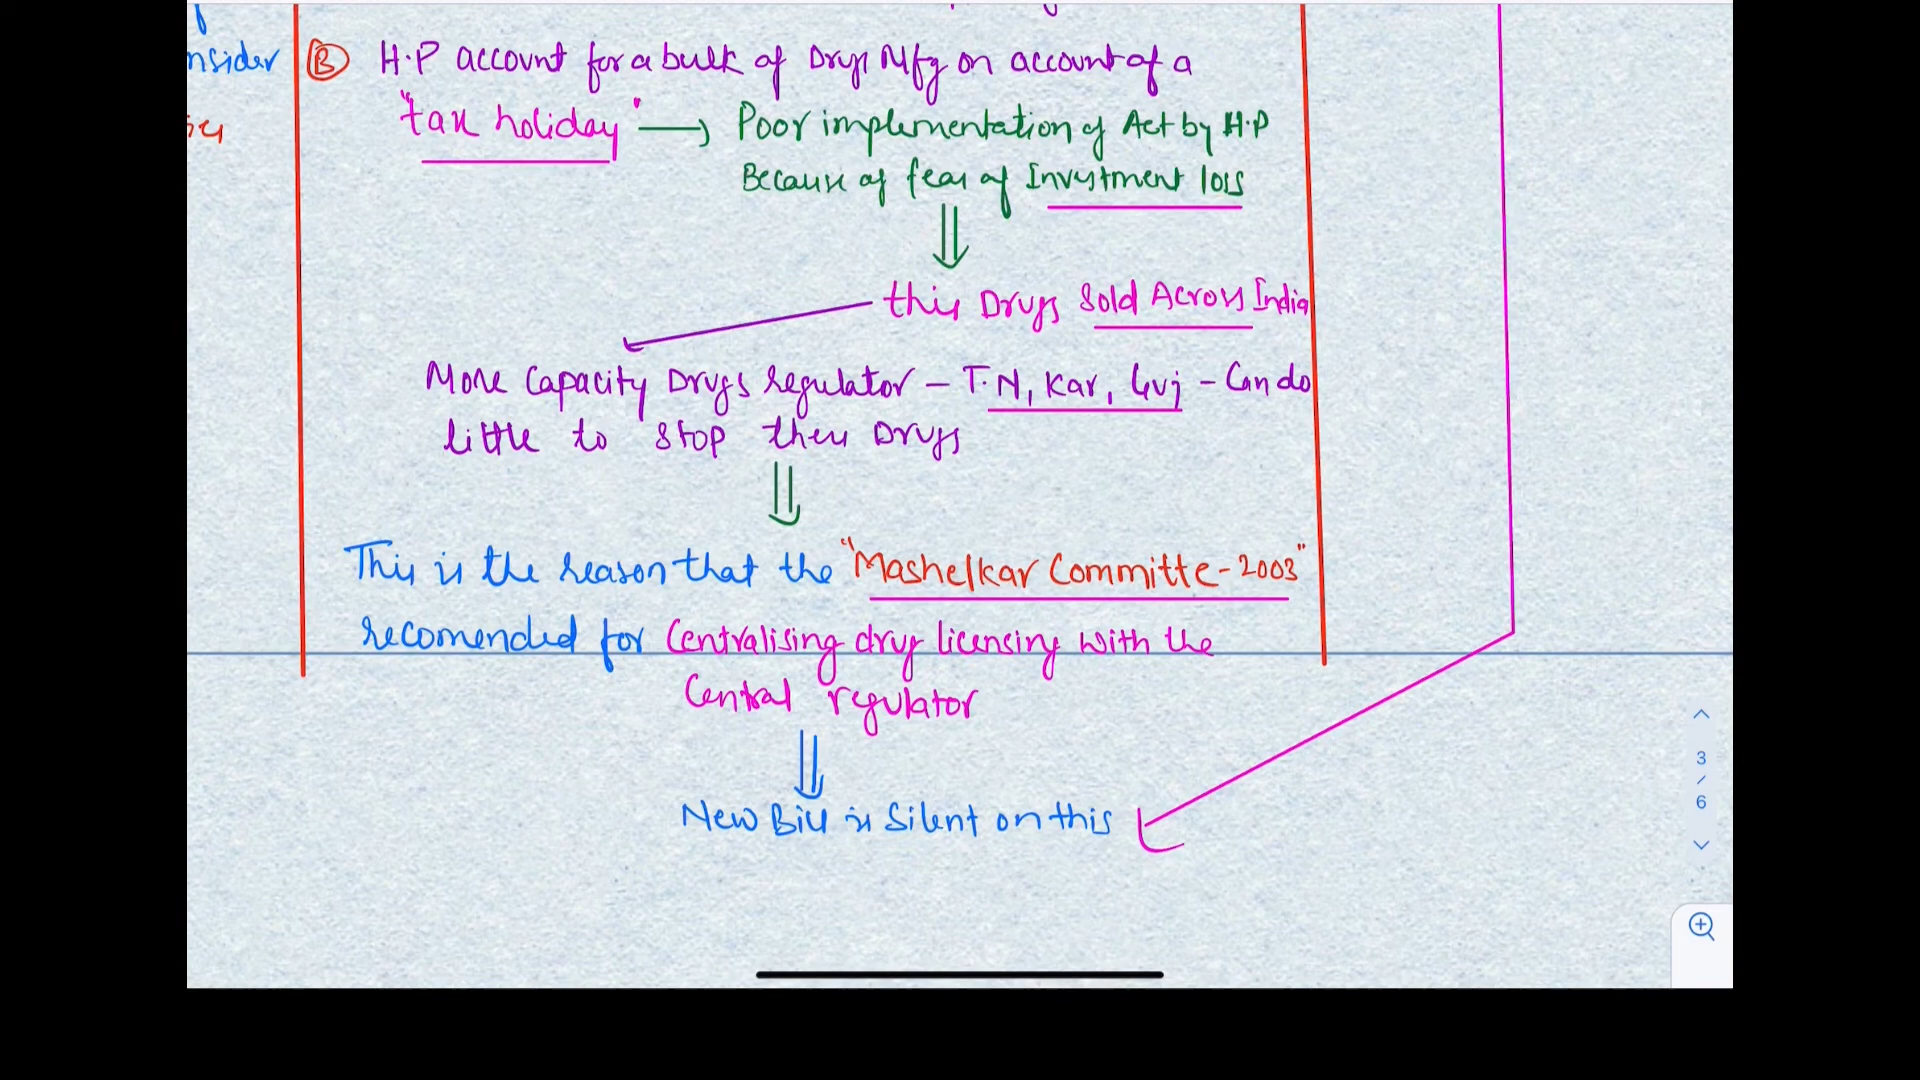 nsider
B H.P account for a bulk of Drugs Mfg on account of a
"tax holiday" → Poor implementation of Act by H.P
Because of fear of Investment loss
this Drugs Sold Across India
More Capacity Drugs regulator - T.N, Kar, Guj - Can do
little to stop these Drugs
This is the reason that the "Mashelkar Committe-2003"
recomended for Centralising drug licensing with the
Central regulator
New Bill is Silent on this
3
/
6